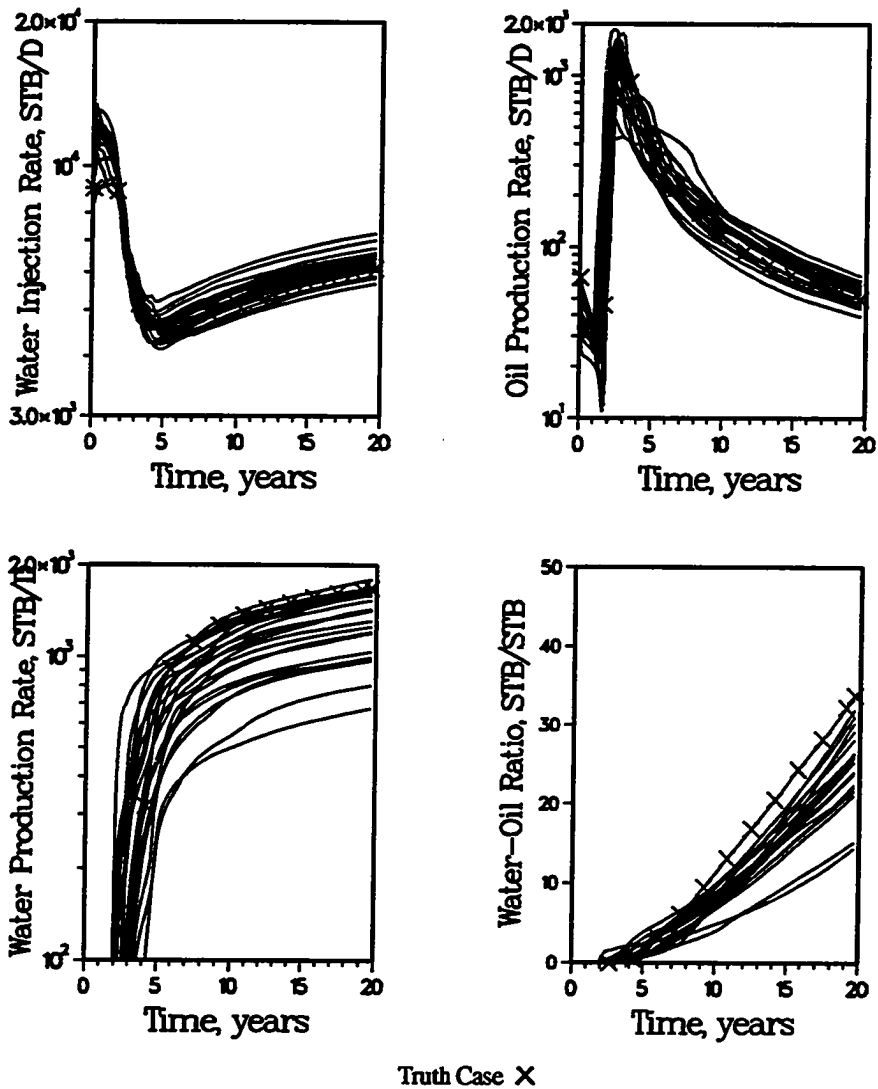 2.0×10⁴
10⁴
3.0×10³
Water Injection Rate, STB/D
0 5 10 15 20
Time, years
2.0×10³
10³
10²
10¹
Oil Production Rate, STB/D
0 5 10 15 20
Time, years
2.0×10³
10³
10²
Water Production Rate, STB/D
0 5 10 15 20
Time, years
50
40
30
20
10
0
Water-Oil Ratio, STB/STB
0 5 10 15 20
Time, years
Truth Case ×